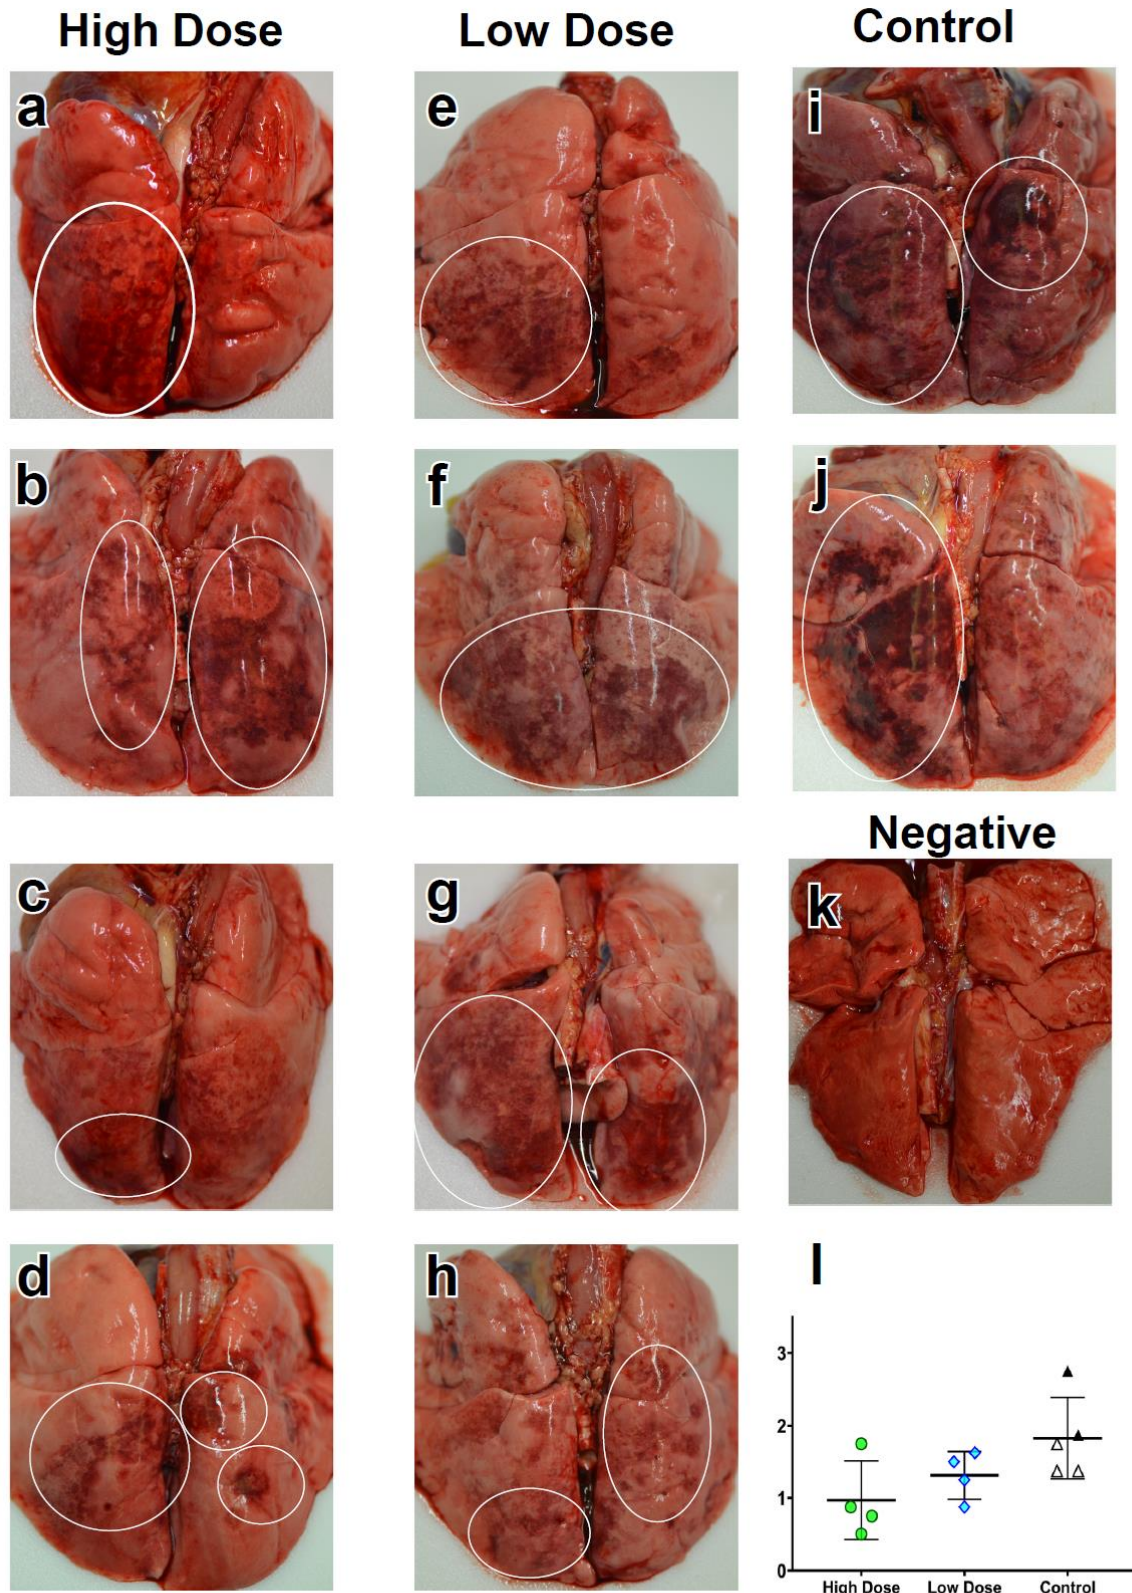 High Dose Low Dose Control
a e i
b f j
Negative
c g k
d h l
3
2
1
0
High Dose Low Dose Control